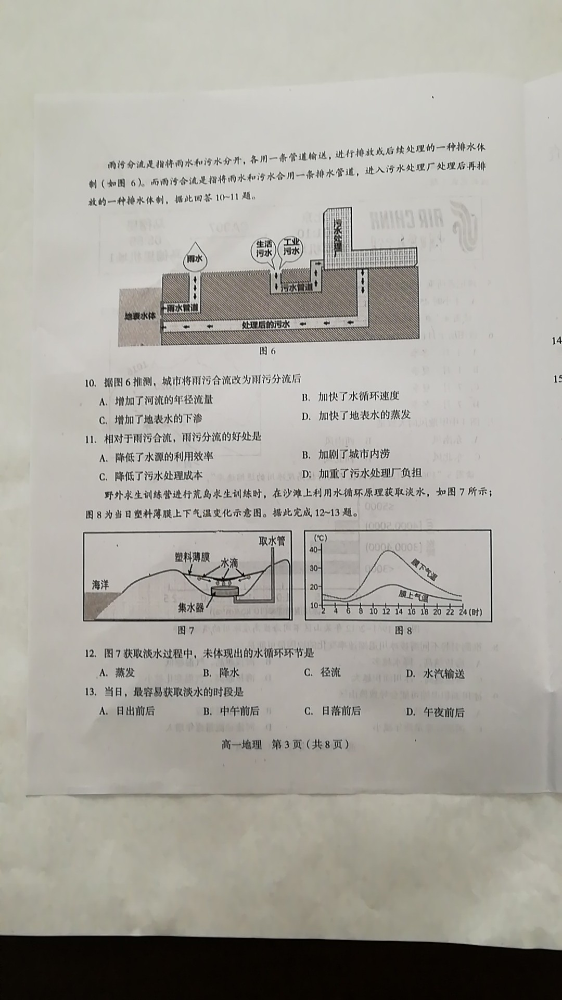 雨污分流是指将雨水和污水分开，各用一条管道输送，进行排放或后续处理的一种排水体
制（如图 6）。而雨污合流是指将雨水和污水合用一条排水管道，进入污水处理厂处理后再排
放的一种排水体制，据此回答 10~11 题。
污水处理厂
生活
污水
工业
污水
雨水
污水管道
雨水管道
地表水体
处理后的污水
图 6
14
15
10. 据图 6 推测，城市将雨污合流改为雨污分流后
A. 增加了河流的年径流量 B. 加快了水循环速度
C. 增加了地表水的下渗 D. 加快了地表水的蒸发
11. 相对于雨污合流，雨污分流的好处是
A. 降低了水源的利用效率 B. 加剧了城市内涝
C. 降低了污水处理成本 D. 加重了污水处理厂负担
野外求生训练营进行荒岛求生训练时，在沙滩上利用水循环原理获取淡水，如图 7 所示；
图 8 为当日塑料薄膜上下气温变化示意图。据此完成 12~13 题。
取水管
塑料薄膜
水滴
海洋
集水器
图 7
(℃)
40
30
20
10
膜下气温
膜上气温
2 4 6 8 10 12 14 16 18 20 22 24 (时)
图 8
12. 图 7 获取淡水过程中，未体现出的水循环环节是
A. 蒸发 B. 降水 C. 径流 D. 水汽输送
13. 当日，最容易获取淡水的时段是
A. 日出前后 B. 中午前后 C. 日落前后 D. 午夜前后
高一地理 第 3 页（共 8 页）